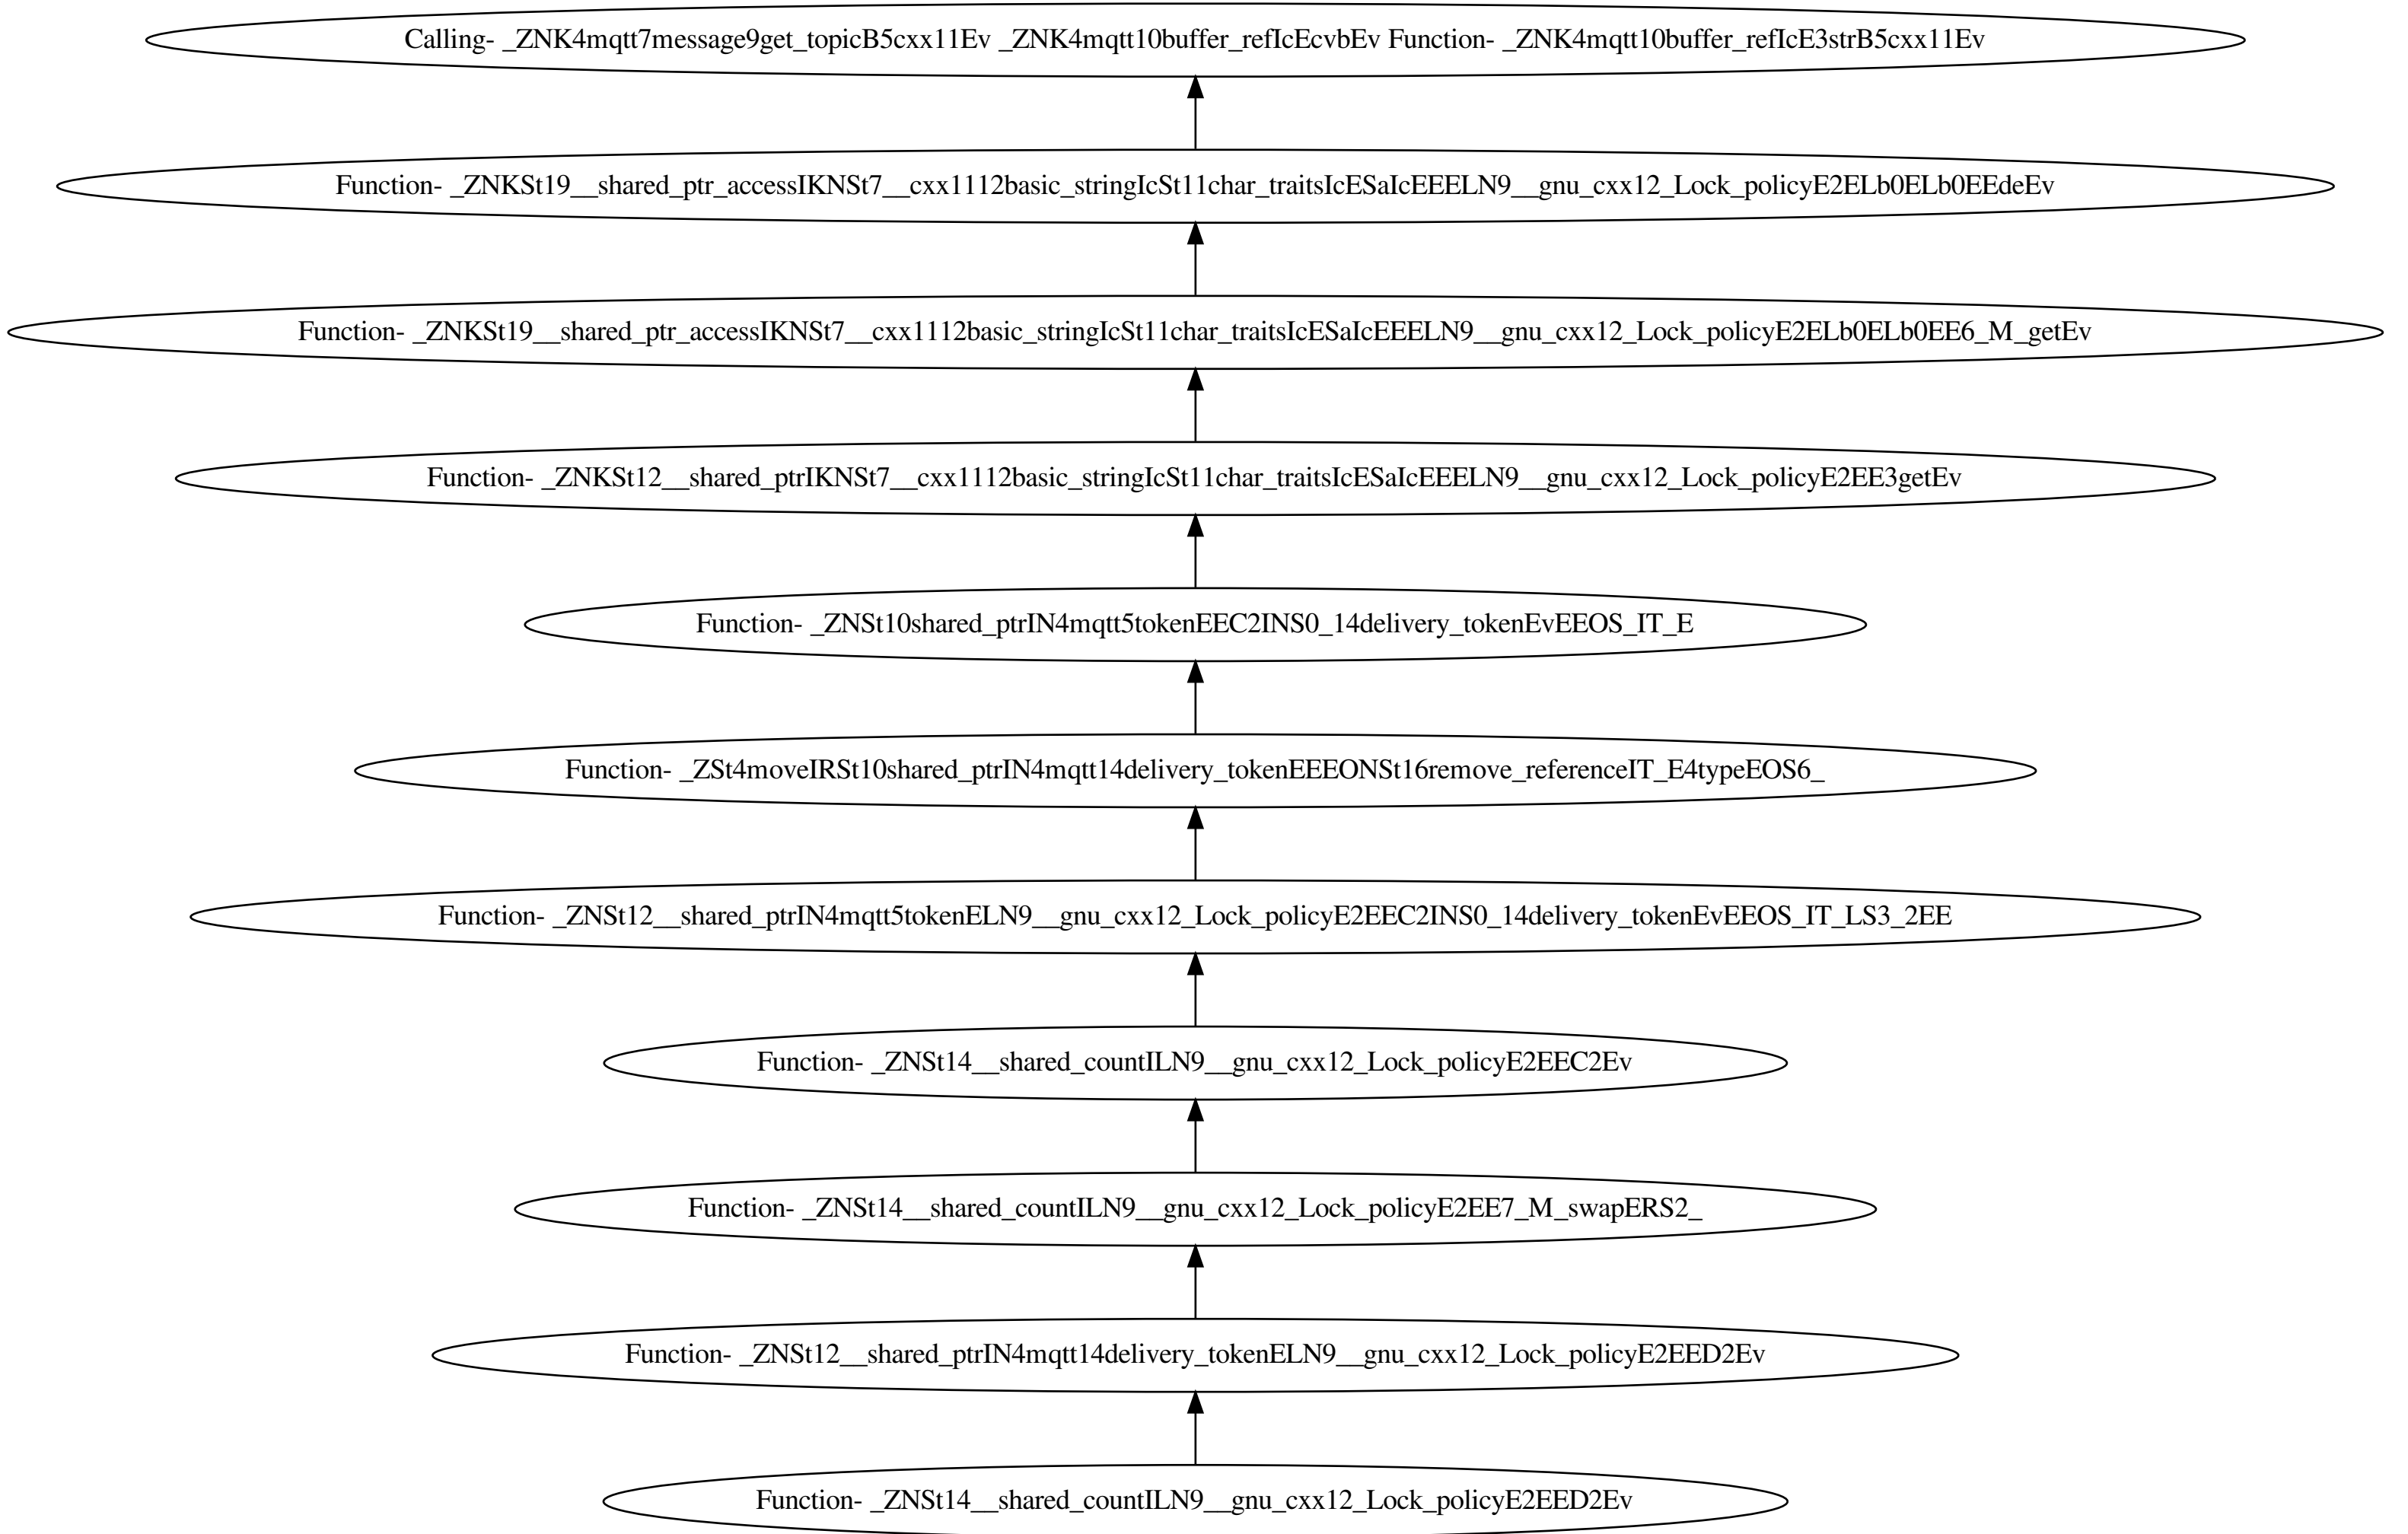 Calling- _ZNK4mqtt7message9get_topicB5cxx11Ev _ZNK4mqtt10buffer_refIcEcvbEv Function- _ZNK4mqtt10buffer_refIcE3strB5cxx11Ev
Function- _ZNKSt19__shared_ptr_accessIKNSt7__cxx1112basic_stringIcSt11char_traitsIcESaIcEEELN9__gnu_cxx12_Lock_policyE2ELb0ELb0EEdeEv
Function- _ZNKSt19__shared_ptr_accessIKNSt7__cxx1112basic_stringIcSt11char_traitsIcESaIcEEELN9__gnu_cxx12_Lock_policyE2ELb0ELb0EE6_M_getEv
Function- _ZNKSt12__shared_ptrIKNSt7__cxx1112basic_stringIcSt11char_traitsIcESaIcEEELN9__gnu_cxx12_Lock_policyE2EE3getEv
Function- _ZNSt10shared_ptrIN4mqtt5tokenEEC2INS0_14delivery_tokenEvEEOS_IT_E
Function- _ZSt4moveIRSt10shared_ptrIN4mqtt14delivery_tokenEEEONSt16remove_referenceIT_E4typeEOS6_
Function- _ZNSt12__shared_ptrIN4mqtt5tokenELN9__gnu_cxx12_Lock_policyE2EEC2INS0_14delivery_tokenEvEEOS_IT_LS3_2EE
Function- _ZNSt14__shared_countILN9__gnu_cxx12_Lock_policyE2EEC2Ev
Function- _ZNSt14__shared_countILN9__gnu_cxx12_Lock_policyE2EE7_M_swapERS2_
Function- _ZNSt12__shared_ptrIN4mqtt14delivery_tokenELN9__gnu_cxx12_Lock_policyE2EED2Ev
Function- _ZNSt14__shared_countILN9__gnu_cxx12_Lock_policyE2EED2Ev